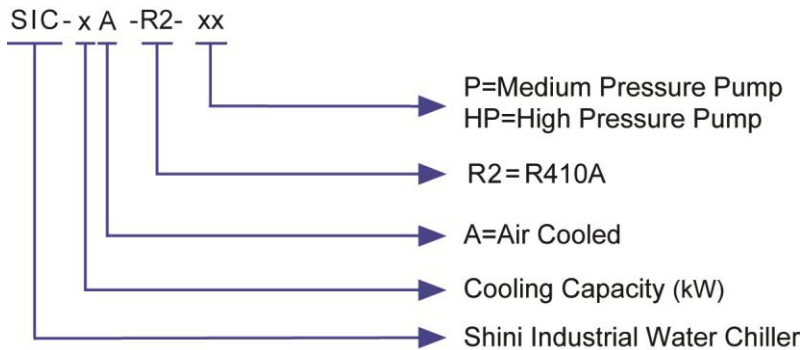 SIC - x A -R2- xx
P=Medium Pressure Pump
HP=High Pressure Pump
R2=R410A
A=Air Cooled
Cooling Capacity (kW)
Shini Industrial Water Chiller